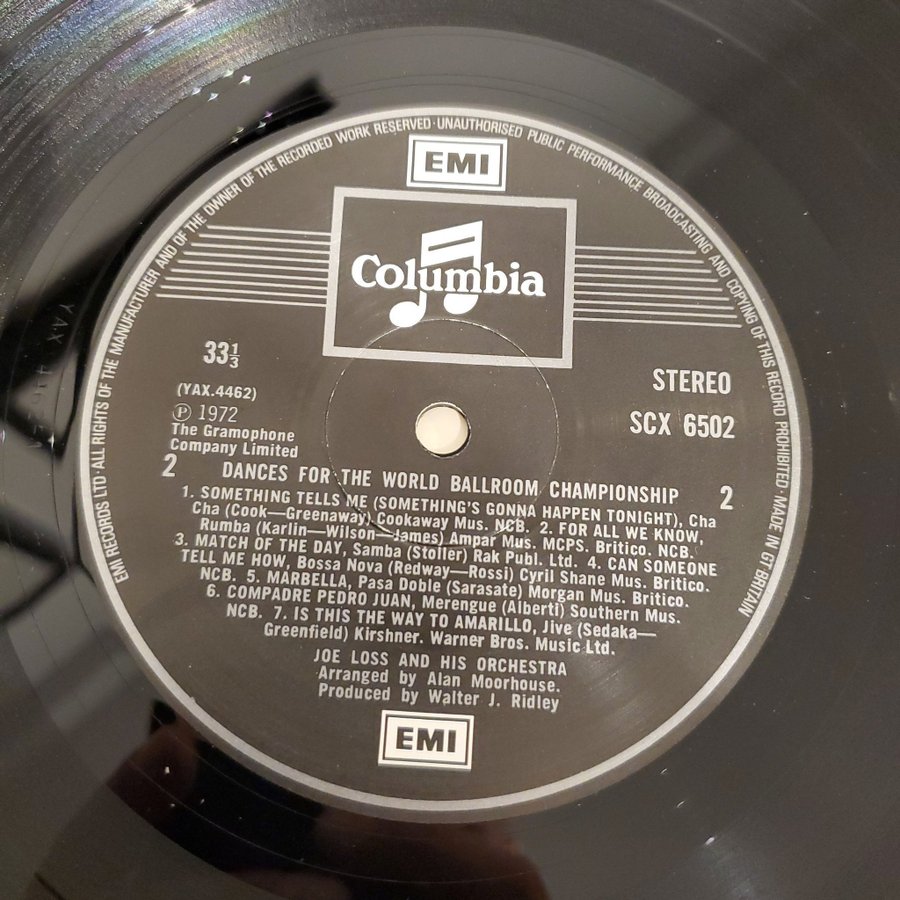 EMI RECORDS LTD · ALL RIGHTS OF THE MANUFACTURER AND OF THE OWNER OF THE RECORDED WORK RESERVED · UNAUTHORISED PUBLIC PERFORMANCE BROADCASTING AND COPYING OF THIS RECORD PROHIBITED · MADE IN GT BRITAIN
EMI
Columbia
33⅓
STEREO
(YAX.4462)
SCX 6502
℗ 1972
The Gramophone
Company Limited
2 DANCES FOR THE WORLD BALLROOM CHAMPIONSHIP 2
1. SOMETHING TELLS ME (SOMETHING'S GONNA HAPPEN TONIGHT), Cha
Cha (Cook—Greenaway) Cookaway Mus. NCB. 2. FOR ALL WE KNOW,
Rumba (Karlin—Wilson—James) Ampar Mus. MCPS. Britico. NCB.
3. MATCH OF THE DAY, Samba (Stoller) Rak Publ. Ltd. 4. CAN SOMEONE
TELL ME HOW, Bossa Nova (Redway—Rossi) Cyril Shane Mus. Britico.
NCB. 5. MARBELLA, Pasa Doble (Sarasate) Morgan Mus. Britico.
6. COMPADRE PEDRO JUAN, Merengue (Alberti) Southern Mus.
NCB. 7. IS THIS THE WAY TO AMARILLO, Jive (Sedaka—
Greenfield) Kirshner. Warner Bros. Music Ltd.
JOE LOSS AND HIS ORCHESTRA
Arranged by Alan Moorhouse.
Produced by Walter J. Ridley
EMI